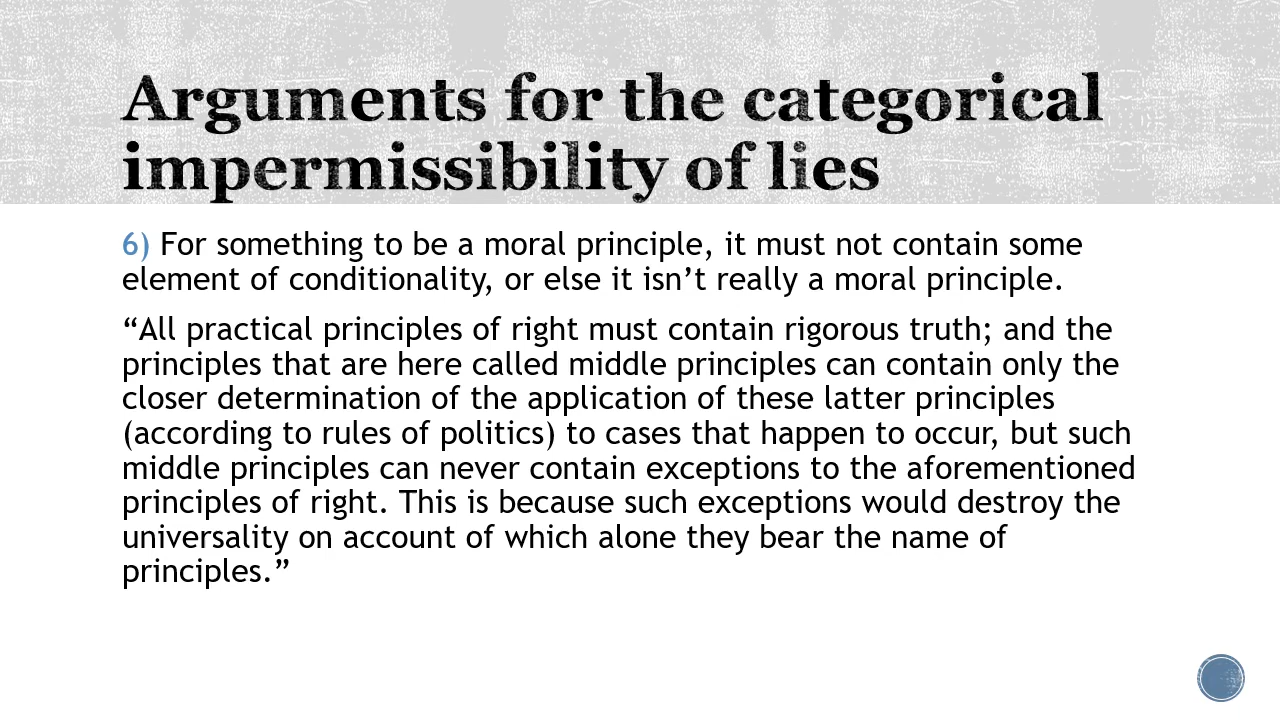 Arguments for the categorical
impermissibility of lies
6) For something to be a moral principle, it must not contain some
element of conditionality, or else it isn’t really a moral principle.
“All practical principles of right must contain rigorous truth; and the
principles that are here called middle principles can contain only the
closer determination of the application of these latter principles
(according to rules of politics) to cases that happen to occur, but such
middle principles can never contain exceptions to the aforementioned
principles of right. This is because such exceptions would destroy the
universality on account of which alone they bear the name of
principles.”